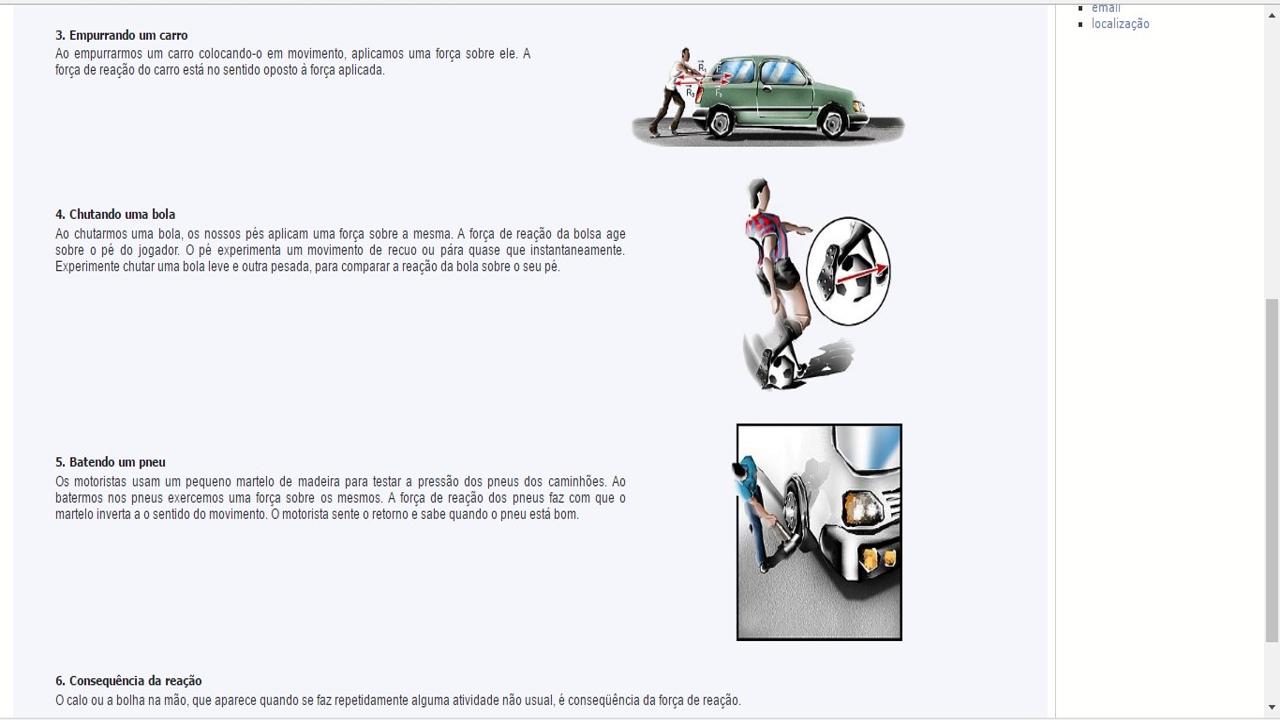 email
localização
3. Empurrando um carro
Ao empurrarmos um carro colocando-o em movimento, aplicamos uma força sobre ele. A
força de reação do carro está no sentido oposto à força aplicada.
R₁ F
R₂ F₂
4. Chutando uma bola
Ao chutarmos uma bola, os nossos pés aplicam uma força sobre a mesma. A força de reação da bolsa age
sobre o pé do jogador. O pé experimenta um movimento de recuo ou pára quase que instantaneamente.
Experimente chutar uma bola leve e outra pesada, para comparar a reação da bola sobre o seu pé.
5. Batendo um pneu
Os motoristas usam um pequeno martelo de madeira para testar a pressão dos pneus dos caminhões. Ao
batermos nos pneus exercemos uma força sobre os mesmos. A força de reação dos pneus faz com que o
martelo inverta a o sentido do movimento. O motorista sente o retorno e sabe quando o pneu está bom.
6. Consequência da reação
O calo ou a bolha na mão, que aparece quando se faz repetidamente alguma atividade não usual, é conseqüência da força de reação.